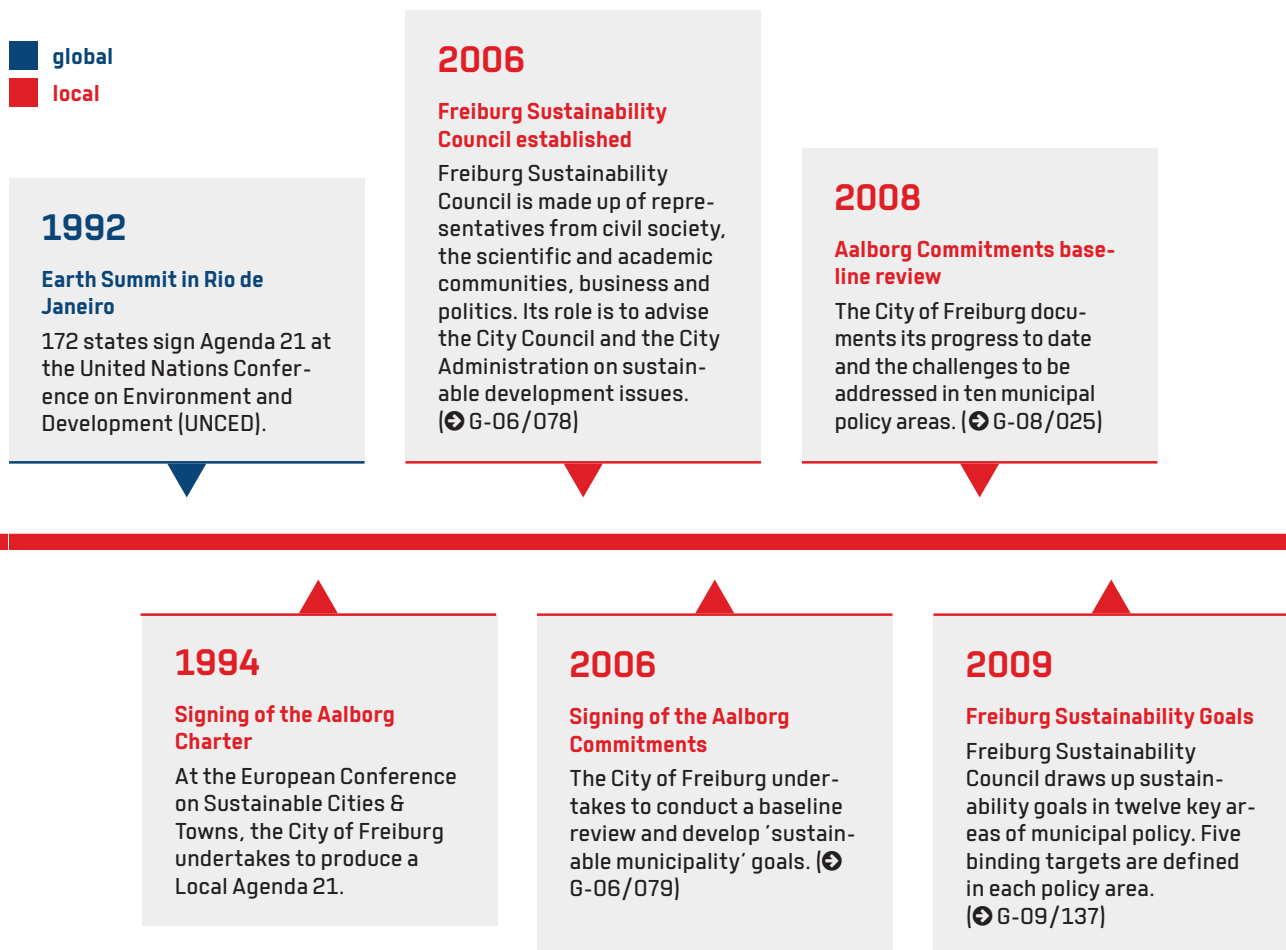 global
local
1992
Earth Summit in Rio de
Janeiro
172 states sign Agenda 21 at
the United Nations Confer-
ence on Environment and
Development (UNCED).
1994
Signing of the Aalborg
Charter
At the European Conference
on Sustainable Cities &
Towns, the City of Freiburg
undertakes to produce a
Local Agenda 21.
2006
Freiburg Sustainability
Council established
Freiburg Sustainability
Council is made up of repre-
sentatives from civil society,
the scientific and academic
communities, business and
politics. Its role is to advise
the City Council and the City
Administration on sustain-
able development issues.
(➲ G-06/078)
2006
Signing of the Aalborg
Commitments
The City of Freiburg under-
takes to conduct a baseline
review and develop ‘sustain-
able municipality’ goals. (➲
G-06/079)
2008
Aalborg Commitments base-
line review
The City of Freiburg docu-
ments its progress to date
and the challenges to be
addressed in ten municipal
policy areas. (➲ G-08/025)
2009
Freiburg Sustainability Goals
Freiburg Sustainability
Council draws up sustain-
ability goals in twelve key ar-
eas of municipal policy. Five
binding targets are defined
in each policy area.
(➲ G-09/137)